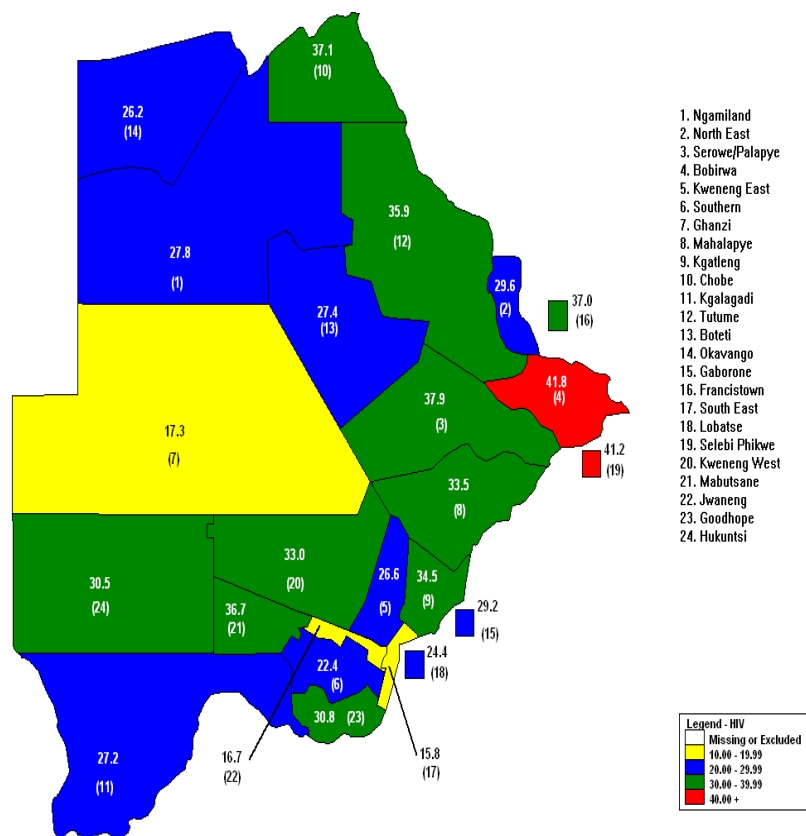 37.1
(10)
26.2
(14)
35.9
(12)
27.8
(1)
29.6
(2)
37.0
(16)
27.4
(13)
41.8
(4)
37.9
(3)
17.3
(7)
41.2
(19)
33.5
(8)
33.0
(20)
26.6
(5)
34.5
(9)
30.5
(24)
36.7
(21)
29.2
(15)
24.4
(18)
22.4
(6)
30.8 (23)
16.7
(22)
15.8
(17)
27.2
(11)
1. Ngamiland
2. North East
3. Serowe/Palapye
4. Bobirwa
5. Kweneng East
6. Southern
7. Ghanzi
8. Mahalapye
9. Kgatleng
10. Chobe
11. Kgalagadi
12. Tutume
13. Boteti
14. Okavango
15. Gaborone
16. Francistown
17. South East
18. Lobatse
19. Selebi Phikwe
20. Kweneng West
21. Mabutsane
22. Jwaneng
23. Goodhope
24. Hukuntsi
Legend - HIV
Missing or Excluded
10.00 - 19.99
20.00 - 29.99
30.00 - 39.99
40.00 +